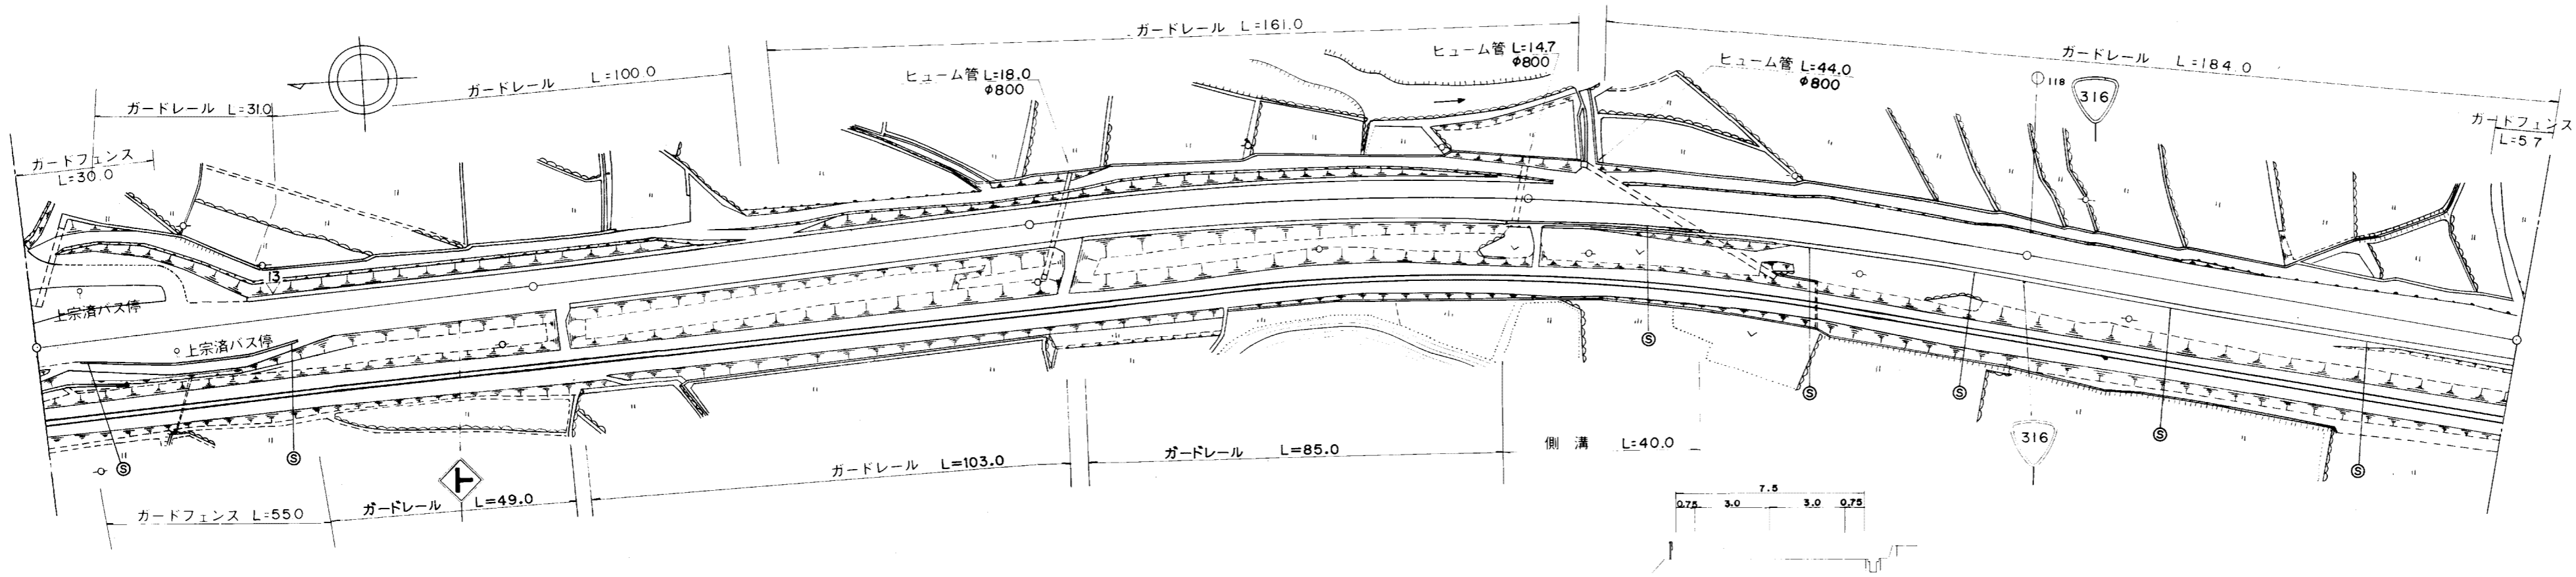 ガードレール L=161.0
ヒューム管 L=14.7
φ800
ガードレール L=184.0
ガードレール L=100.0
ヒューム管 L=18.0
φ800
ヒューム管 L=44.0
φ800
118
316
ガードレール L=31.0
ガードフェンス
L=5.7
ガードフェンス
L=30.0
13
上宗済バス停
上宗済バス停
S
S
S
S
S
S
S
316
側溝 L=40.0
ガードレール L=85.0
ガードレール L=103.0
ガードレール L=49.0
ガードフェンス L=55.0
7.5
0.75 3.0 3.0 0.75